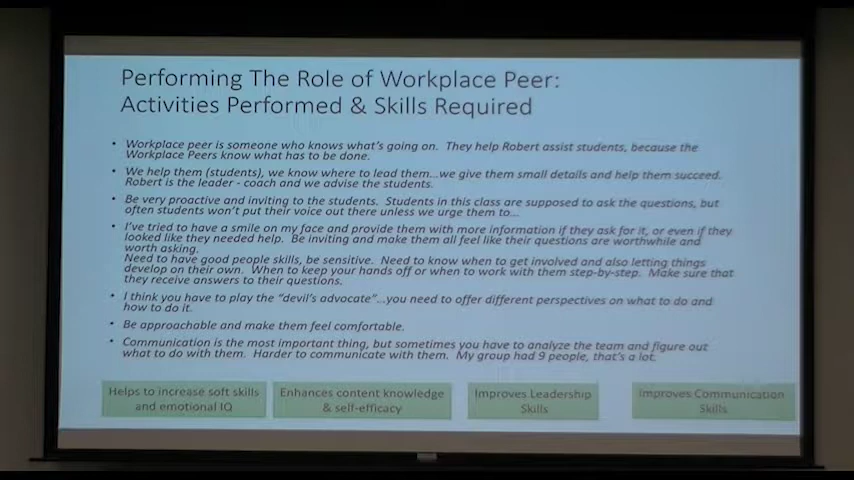 Performing The Role of Workplace Peer:
Activities Performed & Skills Required
• Workplace peer is someone who knows what's going on. They help Robert assist students, because the
Workplace Peers know what has to be done.
• We help them (students), we know where to lead them...we give them small details and help them succeed.
Robert is the leader - coach and we advise the students.
• Be very proactive and inviting to the students. Students in this class are supposed to ask the questions, but
often students won't put their voice out there unless we urge them to...
• I've tried to have a smile on my face and provide them with more information if they ask for it, or even if they
looked like they needed help. Be inviting and make them all feel like their questions are worthwhile and
worth asking.
Need to have good people skills, be sensitive. Need to know when to get involved and also letting things
develop on their own. When to keep your hands off or when to work with them step-by-step. Make sure that
they receive answers to their questions.
• I think you have to play the "devil's advocate"...you need to offer different perspectives on what to do and
how to do it.
• Be approachable and make them feel comfortable.
• Communication is the most important thing, but sometimes you have to analyze the team and figure out
what to do with them. Harder to communicate with them. My group had 9 people, that's a lot.
Helps to increase soft skills
and emotional IQ
Enhances content knowledge
& self-efficacy
Improves Leadership
Skills
Improves Communication
Skills